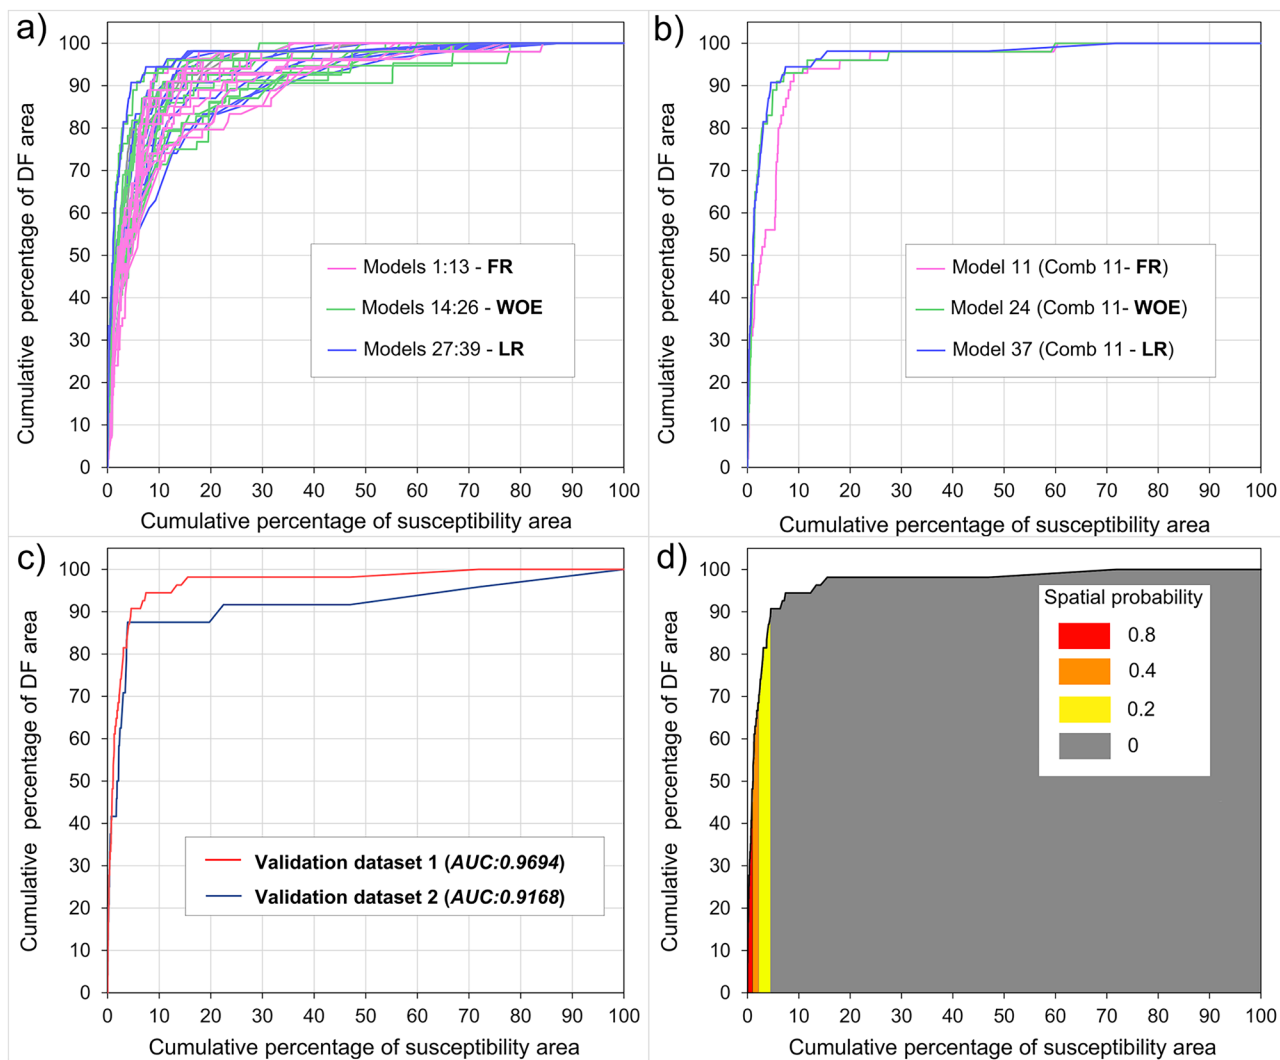 a)
Cumulative percentage of DF area
100
90
80
70
60
50
40
30
20
10
0
Models 1:13 - FR
Models 14:26 - WOE
Models 27:39 - LR
0 10 20 30 40 50 60 70 80 90 100
Cumulative percentage of susceptibility area
b)
Cumulative percentage of DF area
100
90
80
70
60
50
40
30
20
10
0
Model 11 (Comb 11- FR)
Model 24 (Comb 11- WOE)
Model 37 (Comb 11 - LR)
0 10 20 30 40 50 60 70 80 90 100
Cumulative percentage of susceptibility area
c)
Cumulative percentage of DF area
100
90
80
70
60
50
40
30
20
10
0
Validation dataset 1 (AUC:0.9694)
Validation dataset 2 (AUC:0.9168)
0 10 20 30 40 50 60 70 80 90 100
Cumulative percentage of susceptibility area
d)
Cumulative percentage of DF area
100
90
80
70
60
50
40
30
20
10
0
Spatial probability
0.8
0.4
0.2
0
0 10 20 30 40 50 60 70 80 90 100
Cumulative percentage of susceptibility area